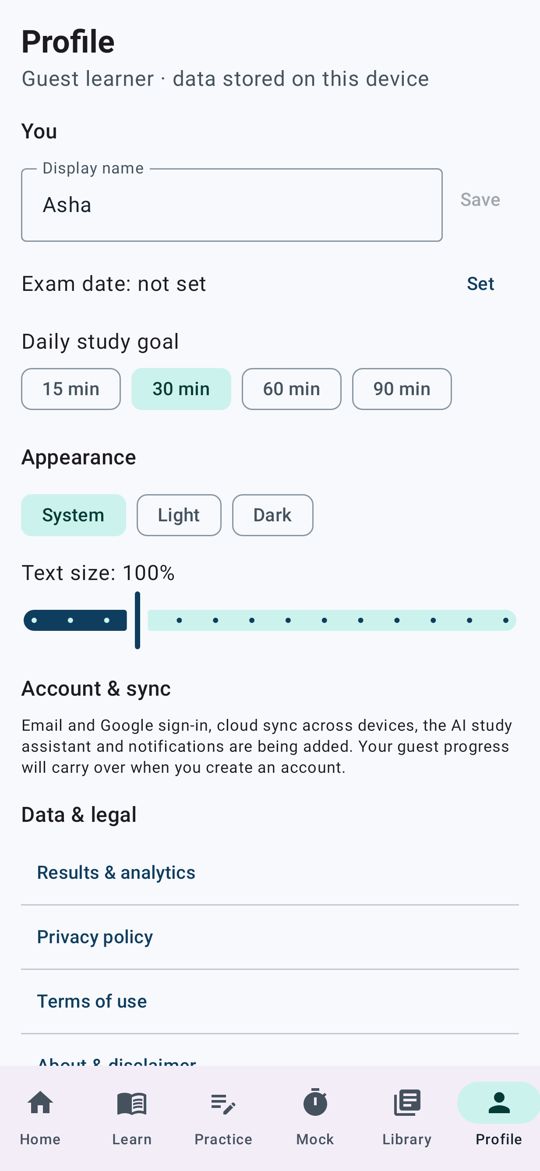 Profile
Guest learner · data stored on this device
You
Display name
Asha
Save
Exam date: not set
Set
Daily study goal
15 min
30 min
60 min
90 min
Appearance
System
Light
Dark
Text size: 100%
Account & sync
Email and Google sign-in, cloud sync across devices, the AI study
assistant and notifications are being added. Your guest progress
will carry over when you create an account.
Data & legal
Results & analytics
Privacy policy
Terms of use
About & disclaimer
Home
Learn
Practice
Mock
Library
Profile